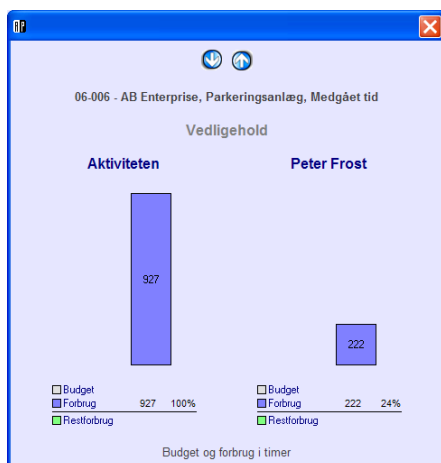 AP
06-006 - AB Enterprise, Parkeringsanlæg, Medgået tid
Vedligehold
Aktiviteten
Peter Frost
927
222
Budget
Forbrug 927 100%
Restforbrug
Budget
Forbrug 222 24%
Restforbrug
Budget og forbrug i timer